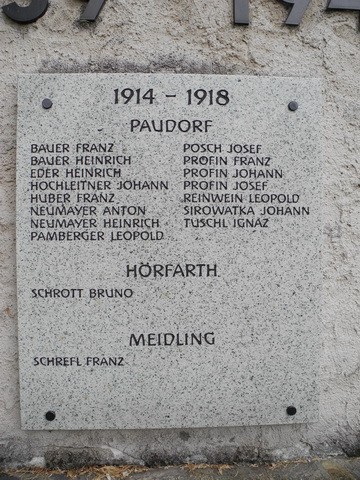 1914 - 1918
PAUDORF
BAUER FRANZ
BAUER HEINRICH
EDER HEINRICH
HOCHLEITNER JOHANN
HUBER FRANZ
NEUMAYER ANTON
NEUMAYER HEINRICH
PAMBERGER LEOPOLD
POSCH JOSEF
PROFIN FRANZ
PROFIN JOHANN
PROFIN JOSEF
REINWEIN LEOPOLD
SIROWATKA JOHANN
TUSCHL IGNAZ
HÖRFARTH
SCHROTT BRUNO
MEIDLING
SCHREFL FRANZ